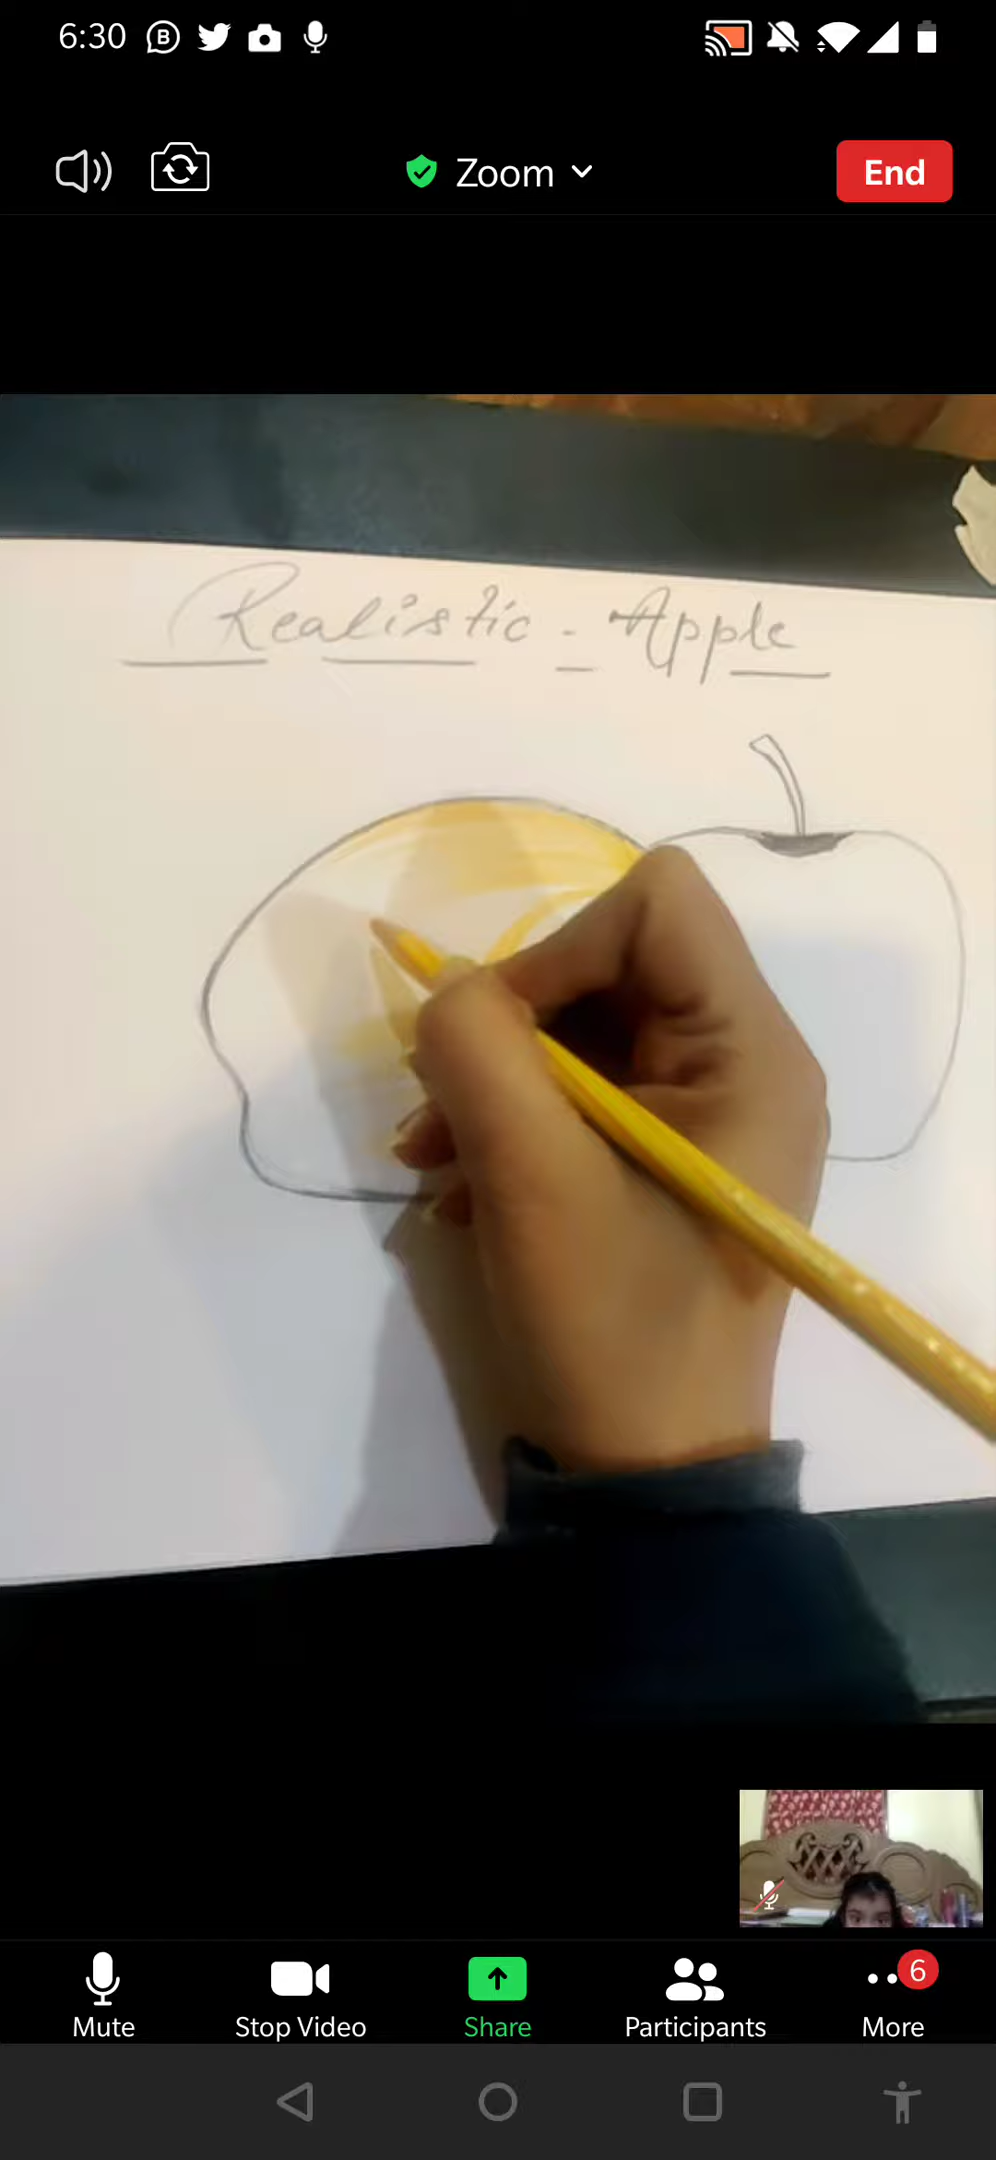 6:30
Zoom
End
Realistic - Apple
Mute
Stop Video
Share
Participants
6
More